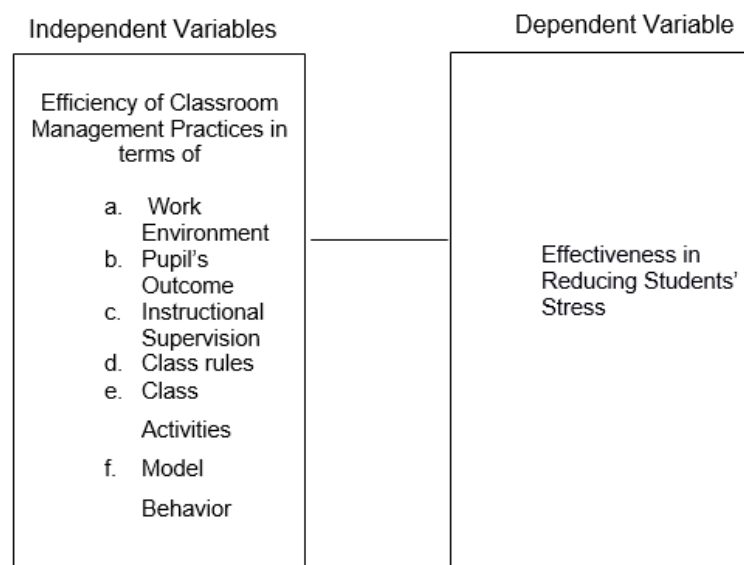 Independent Variables
Dependent Variable
Efficiency of Classroom
Management Practices in
terms of
a. Work
Environment
b. Pupil's
Outcome
c. Instructional
Supervision
d. Class rules
e. Class
Activities
f. Model
Behavior
Effectiveness in
Reducing Students'
Stress